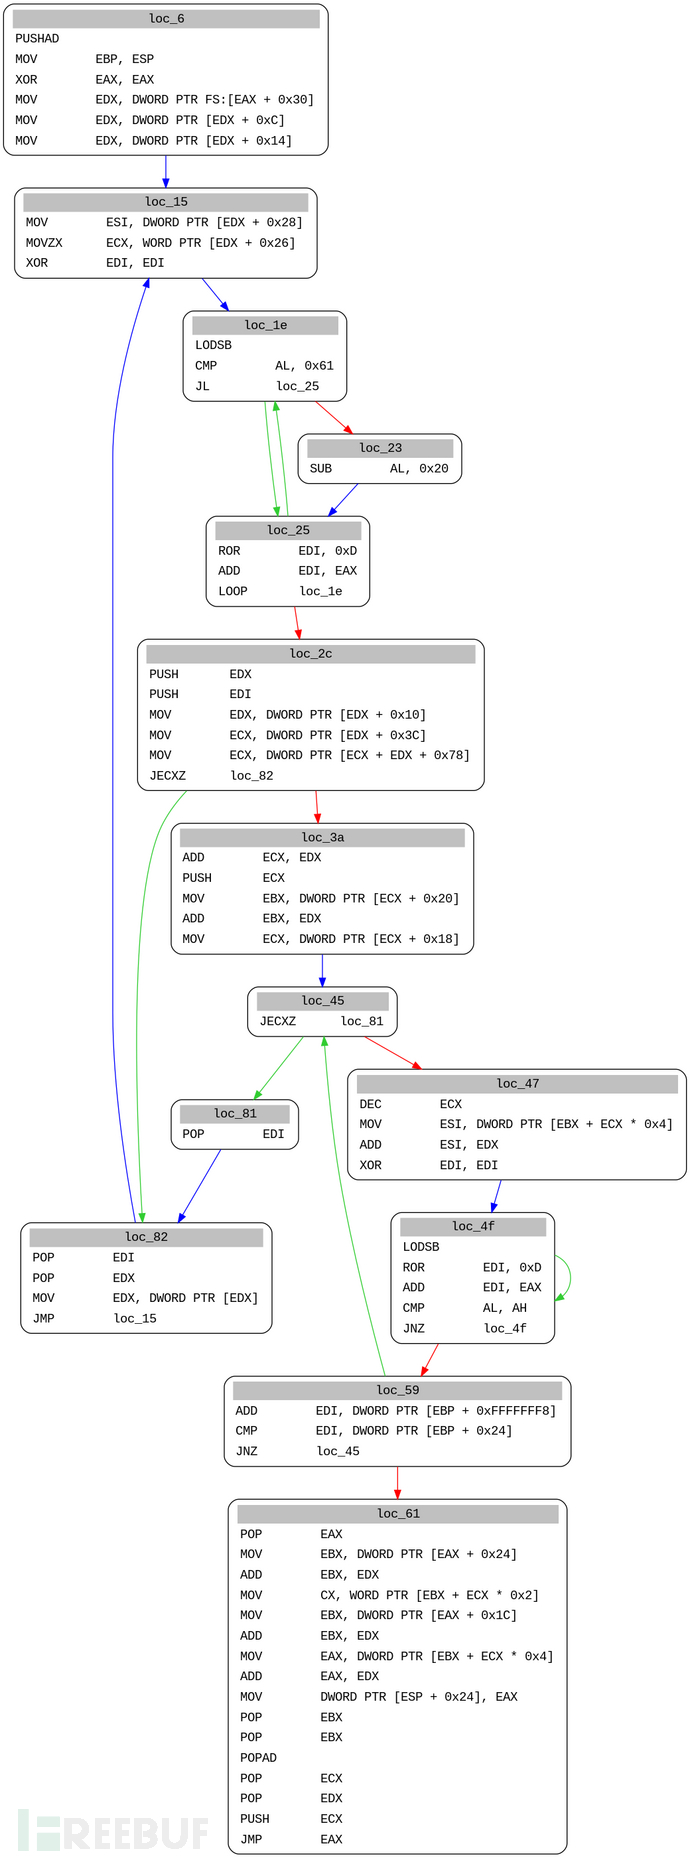 loc_6
PUSHAD
MOV EBP, ESP
XOR EAX, EAX
MOV EDX, DWORD PTR FS:[EAX + 0x30]
MOV EDX, DWORD PTR [EDX + 0xC]
MOV EDX, DWORD PTR [EDX + 0x14]
loc_15
MOV ESI, DWORD PTR [EDX + 0x28]
MOVZX ECX, WORD PTR [EDX + 0x26]
XOR EDI, EDI
loc_1e
LODSB
CMP AL, 0x61
JL loc_25
loc_23
SUB AL, 0x20
loc_25
ROR EDI, 0xD
ADD EDI, EAX
LOOP loc_1e
loc_2c
PUSH EDX
PUSH EDI
MOV EDX, DWORD PTR [EDX + 0x10]
MOV ECX, DWORD PTR [EDX + 0x3C]
MOV ECX, DWORD PTR [ECX + EDX + 0x78]
JECXZ loc_82
loc_3a
ADD ECX, EDX
PUSH ECX
MOV EBX, DWORD PTR [ECX + 0x20]
ADD EBX, EDX
MOV ECX, DWORD PTR [ECX + 0x18]
loc_45
JECXZ loc_81
loc_47
DEC ECX
MOV ESI, DWORD PTR [EBX + ECX * 0x4]
ADD ESI, EDX
XOR EDI, EDI
loc_81
POP EDI
loc_82
POP EDI
POP EDX
MOV EDX, DWORD PTR [EDX]
JMP loc_15
loc_4f
LODSB
ROR EDI, 0xD
ADD EDI, EAX
CMP AL, AH
JNZ loc_4f
loc_59
ADD EDI, DWORD PTR [EBP + 0xFFFFFFF8]
CMP EDI, DWORD PTR [EBP + 0x24]
JNZ loc_45
loc_61
POP EAX
MOV EBX, DWORD PTR [EAX + 0x24]
ADD EBX, EDX
MOV CX, WORD PTR [EBX + ECX * 0x2]
MOV EBX, DWORD PTR [EAX + 0x1C]
ADD EBX, EDX
MOV EAX, DWORD PTR [EBX + ECX * 0x4]
ADD EAX, EDX
MOV DWORD PTR [ESP + 0x24], EAX
POP EBX
POP EBX
POPAD
POP ECX
POP EDX
PUSH ECX
JMP EAX
FREEBUF